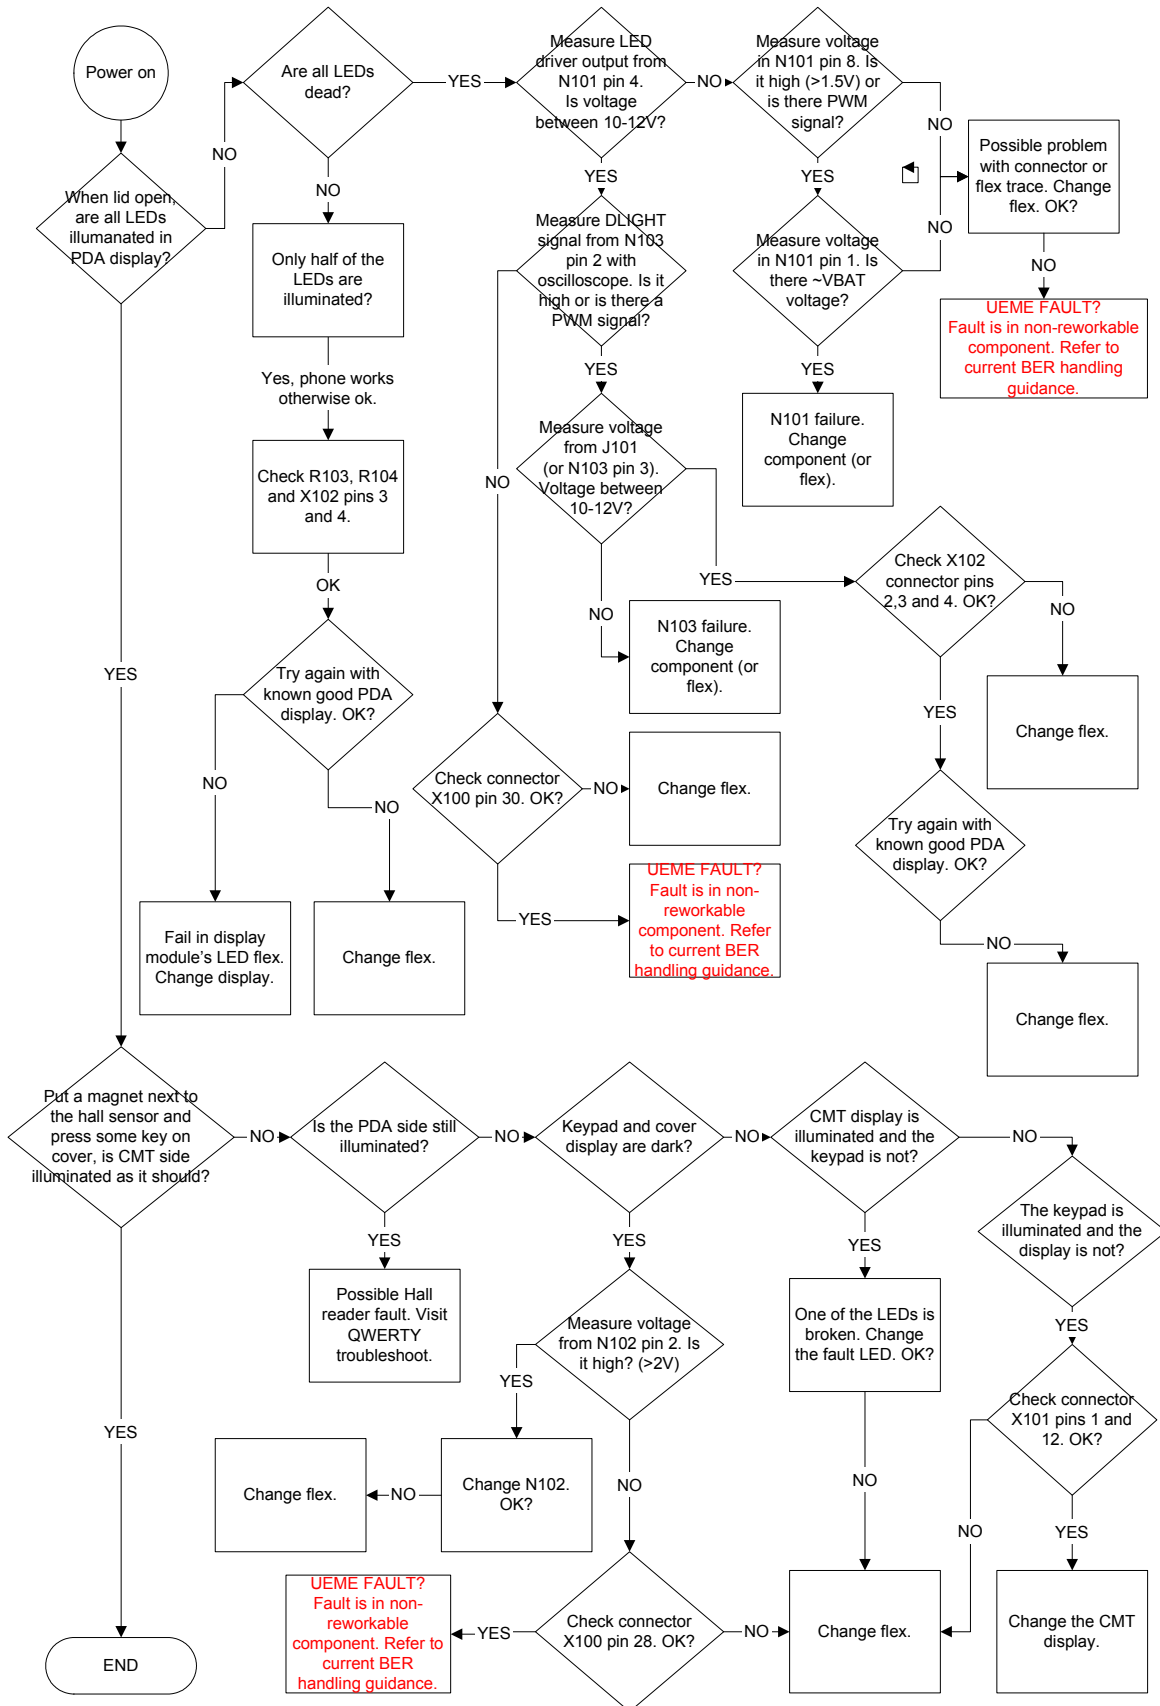 Power on
Are all LEDs
dead?
YES
Measure LED
driver output from
N101 pin 4.
Is voltage
between 10-12V?
NO
Measure voltage
in N101 pin 8. Is
it high (>1.5V) or
is there PWM
signal?
NO
NO
Possible problem
with connector or
flex trace. Change
flex. OK?
When lid open,
are all LEDs
illumanated in
PDA display?
NO
YES
YES
NO
Only half of the
LEDs are
illuminated?
Measure DLIGHT
signal from N103
pin 2 with
oscilloscope. Is it
high or is there a
PWM signal?
Measure voltage
in N101 pin 1. Is
there ~VBAT
voltage?
NO
UEME FAULT?
Fault is in non-reworkable
component. Refer to
current BER handling
guidance.
Yes, phone works
otherwise ok.
YES
YES
N101 failure.
Change
component (or
flex).
Check R103, R104
and X102 pins 3
and 4.
NO
Measure voltage
from J101
(or N103 pin 3).
Voltage between
10-12V?
OK
YES
Check X102
connector pins
2,3 and 4. OK?
NO
NO
N103 failure.
Change
component (or
flex).
YES
Try again with
known good PDA
display. OK?
YES
Change flex.
NO
NO
Check connector
X100 pin 30. OK?
NO
Change flex.
Try again with
known good PDA
display. OK?
YES
UEME FAULT?
Fault is in non-
reworkable
component. Refer
to current BER
handling guidance.
Fail in display
module's LED flex.
Change display.
Change flex.
NO
Change flex.
Put a magnet next to
the hall sensor and
press some key on
cover, is CMT side
illuminated as it should?
NO
Is the PDA side still
illuminated?
NO
Keypad and cover
display are dark?
NO
CMT display is
illuminated and the
keypad is not?
NO
The keypad is
illuminated and the
display is not?
YES
YES
YES
Possible Hall
reader fault. Visit
QWERTY
troubleshoot.
Measure voltage
from N102 pin 2. Is
it high? (>2V)
One of the LEDs is
broken. Change
the fault LED. OK?
YES
YES
YES
Check connector
X101 pins 1 and
12. OK?
Change flex.
NO
Change N102.
OK?
NO
NO
NO
YES
UEME FAULT?
Fault is in non-
reworkable
component. Refer to
current BER
handling guidance.
YES
Check connector
X100 pin 28. OK?
NO
Change flex.
Change the CMT
display.
END